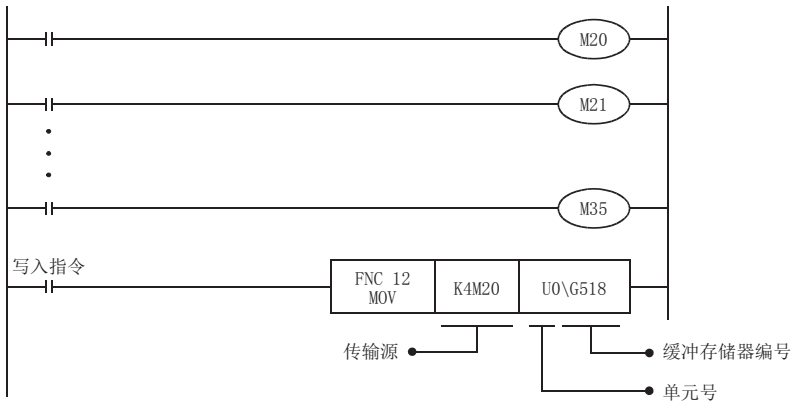 M20
M21
M35
写入指令
FNC 12
MOV
K4M20
U0\G518
传输源
缓冲存储器编号
单元号